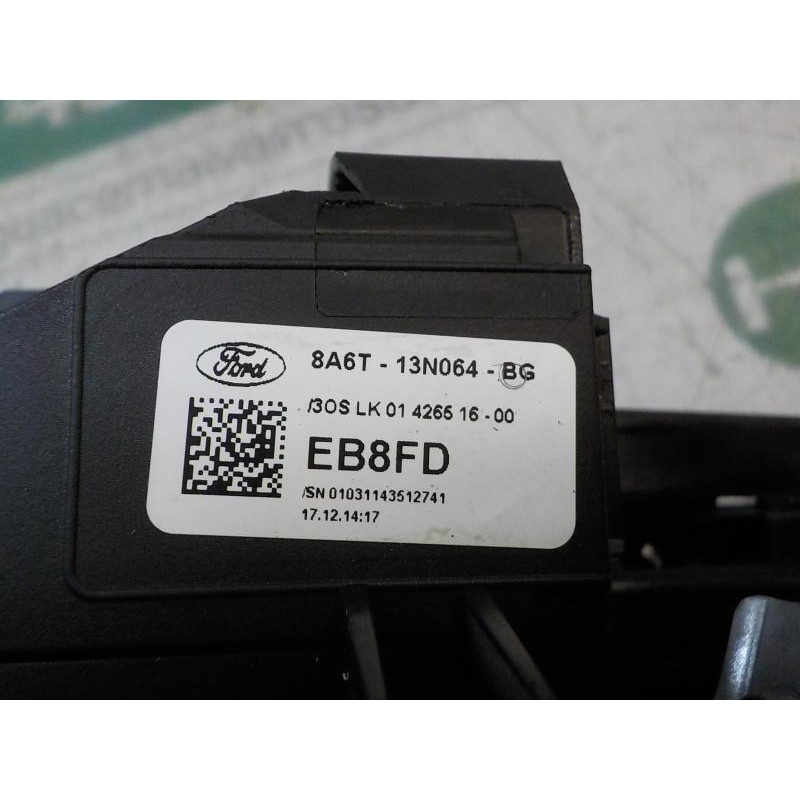 Ford
8A6T - 13N064 - BG
/3OS LK 01 4265 16 - 00
EB8FD
/SN 01031143512741
17.12.14:17